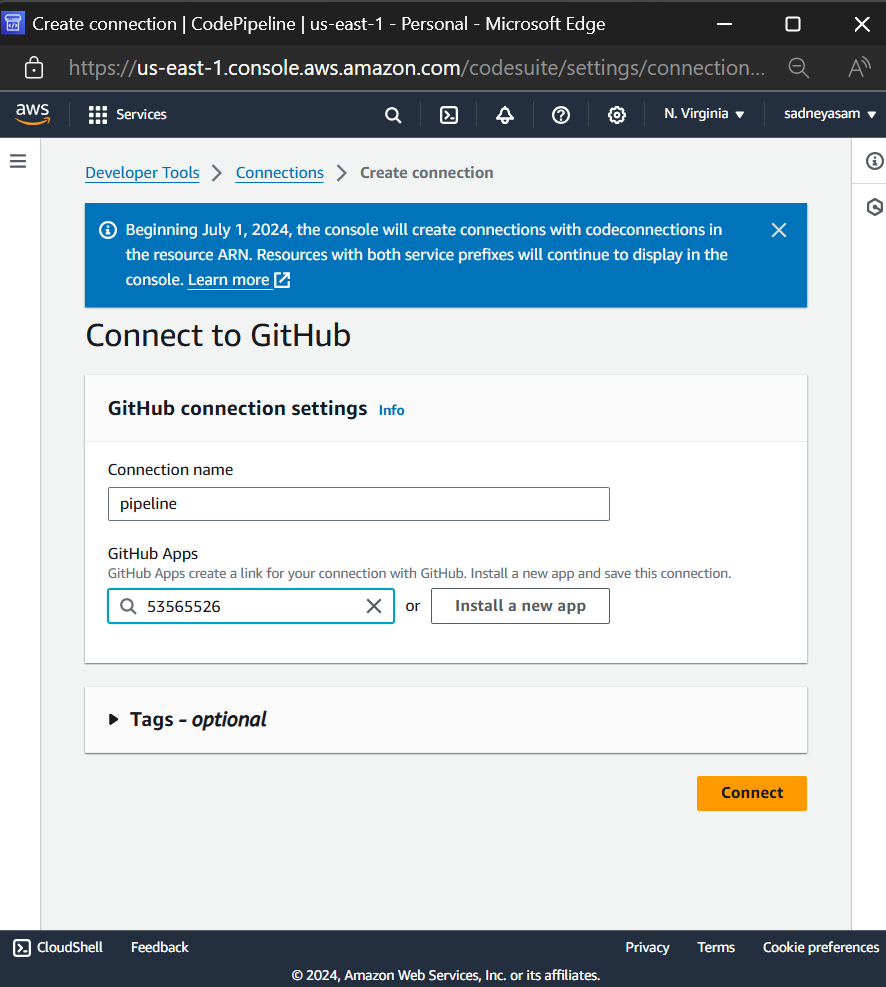 Create connection | CodePipeline | us-east-1 - Personal - Microsoft Edge
https://us-east-1.console.aws.amazon.com/codesuite/settings/connection...
aws Services N. Virginia sadneyasam
Developer Tools Connections Create connection
Beginning July 1, 2024, the console will create connections with codeconnections in
the resource ARN. Resources with both service prefixes will continue to display in the
console. Learn more
Connect to GitHub
GitHub connection settings Info
Connection name
pipeline
GitHub Apps
GitHub Apps create a link for your connection with GitHub. Install a new app and save this connection.
53565526 or Install a new app
Tags - optional
Connect
CloudShell Feedback Privacy Terms Cookie preferences
© 2024, Amazon Web Services, Inc. or its affiliates.